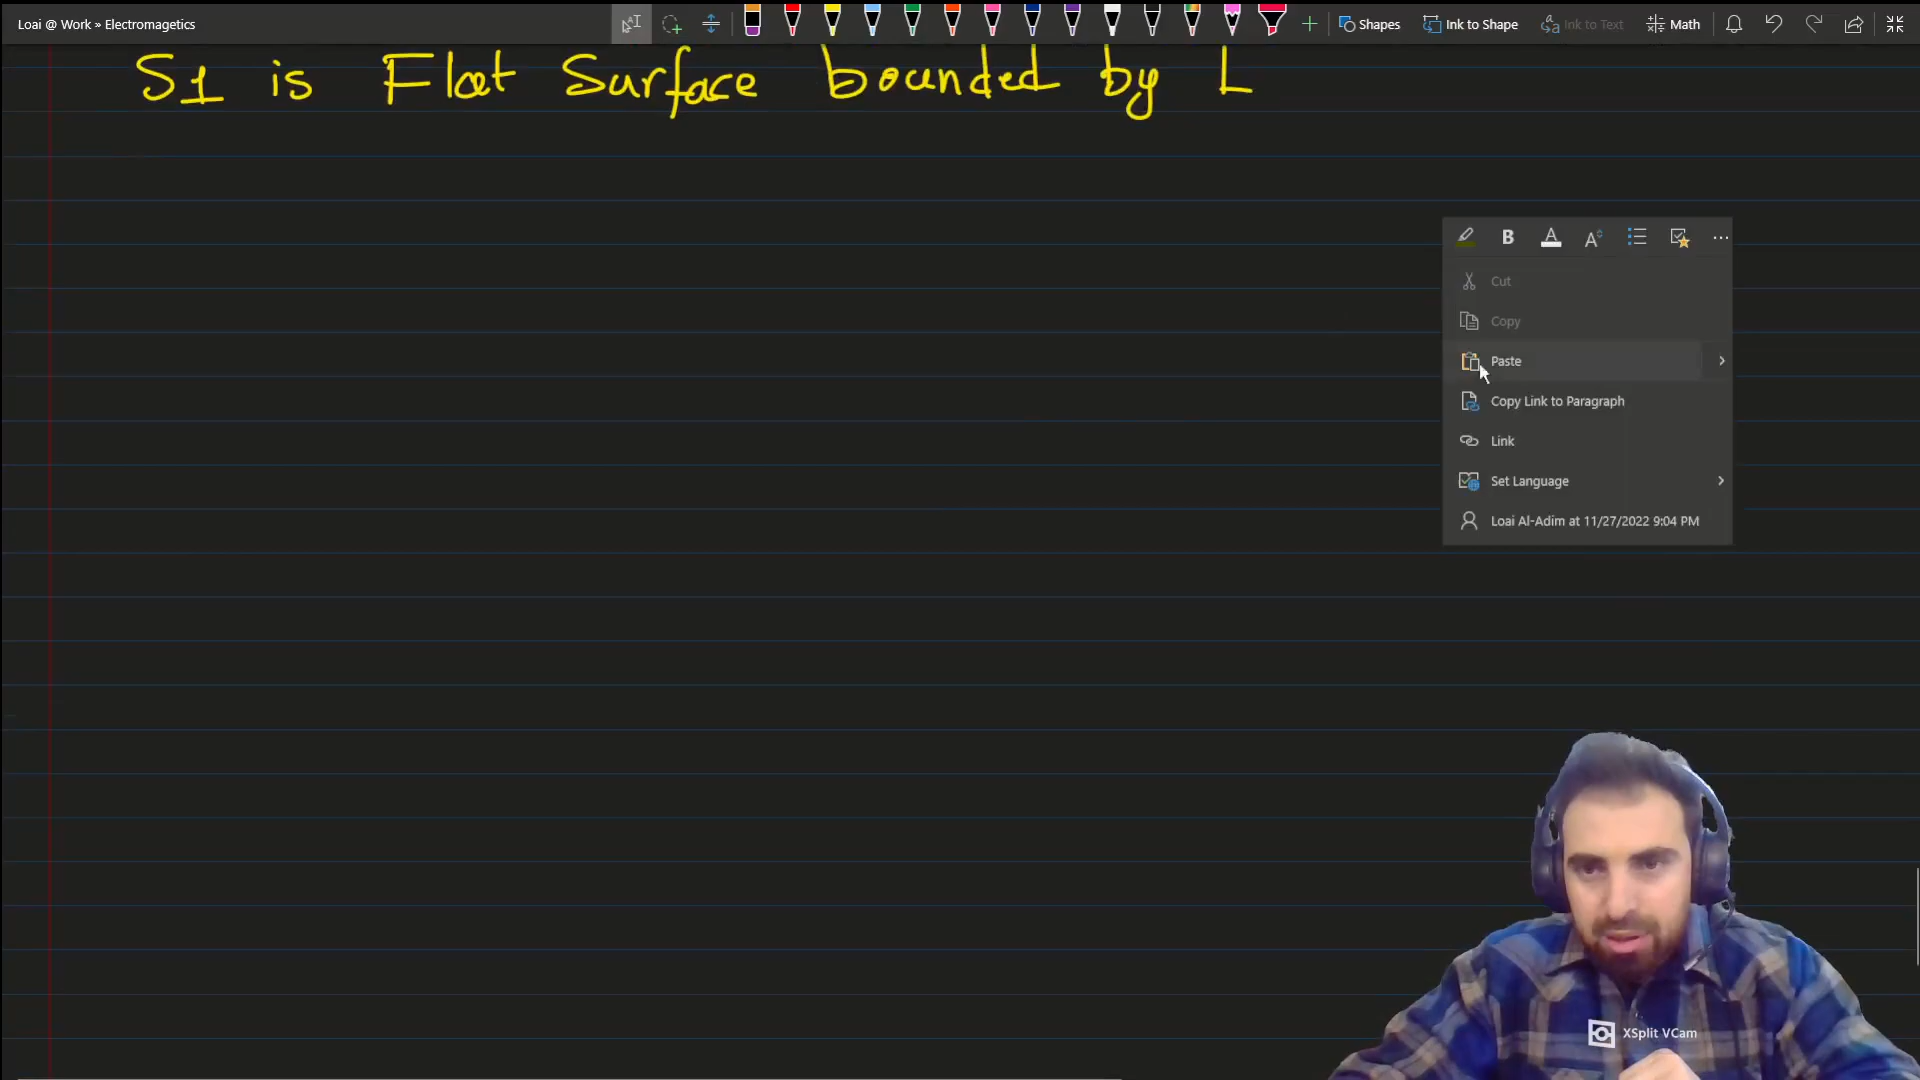 Loai @ Work » Electromagetics
Shapes
Ink to Shape
Ink to Text
Math
S1 is Flat Surface bounded by L
B A A
Cut
Copy
Paste
Copy Link to Paragraph
Link
Set Language
Loai Al-Adim at 11/27/2022 9:04 PM
XSplit VCam